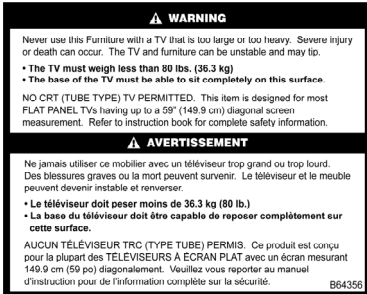 WARNING
Never use this Furniture with a TV that is too large or too heavy. Severe injury
or death can occur. The TV and furniture can be unstable and may tip.
• The TV must weigh less than 80 lbs. (36.3 kg)
• The base of the TV must be able to sit completely on this surface.
NO CRT (TUBE TYPE) TV PERMITTED. This item is designed for most
FLAT PANEL TVs having up to a 59" (149.9 cm) diagonal screen
measurement. Refer to instruction book for complete safety information.
AVERTISSEMENT
Ne jamais utiliser ce mobilier avec un téléviseur trop grand ou trop lourd.
Des blessures graves ou la mort peuvent survenir. Le téléviseur et le meuble
peuvent devenir instable et renverser.
• Le téléviseur doit peser moins de 36.3 kg (80 lb.)
• La base du téléviseur doit être capable de reposer complètement sur
cette surface.
AUCUN TÉLÉVISEUR TRC (TYPE TUBE) PERMIS. Ce produit est conçu
pour la plupart des TÉLÉVISEURS À ÉCRAN PLAT avec un écran mesurant
149.9 cm (59 po) diagonalement. Veuillez vous reporter au manuel
d'instruction pour de l'information complète sur la sécurité.
B64356